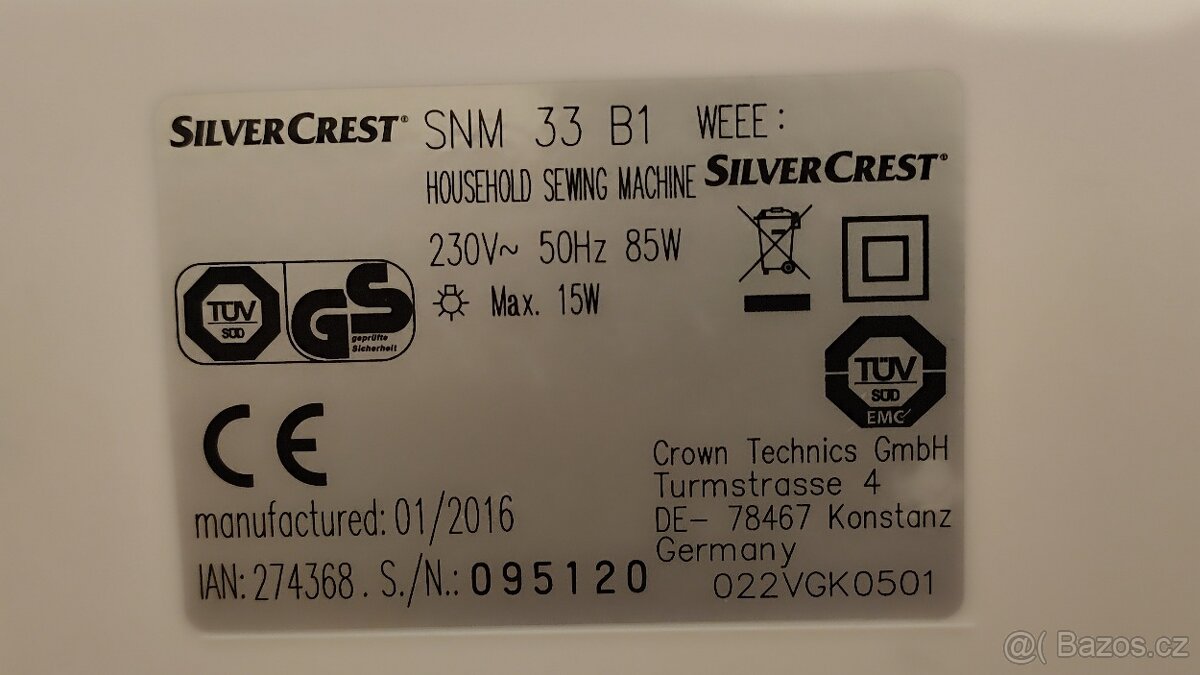 SILVERCREST® SNM 33 B1 WEEE:
HOUSEHOLD SEWING MACHINE SILVERCREST®
230V~ 50Hz 85W
Max. 15W
TÜV
SÜD
GS
geprüfte
Sicherheit
TÜV
SÜD
EMC
CE
Crown Technics GmbH
Turmstrasse 4
DE- 78467 Konstanz
Germany
022VGK0501
manufactured: 01/2016
IAN: 274368. S./N.: 095120
@( Bazos.cz